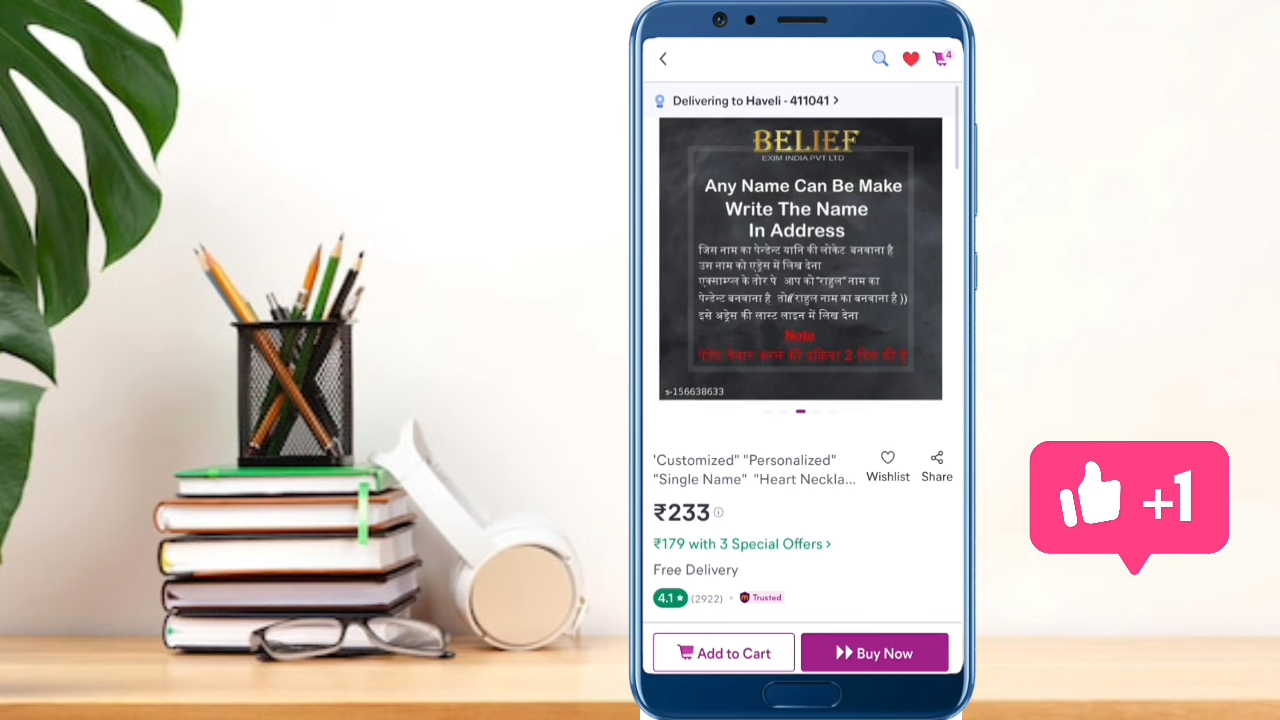 4
Delivering to Haveli - 411041 >
BELIEF
EXIM INDIA PVT LTD
Any Name Can Be Make
Write The Name
In Address
जिस नाम का पेन्डेन्ट यानि की लोकेट बनवाना है
उस नाम को एड्रेस में लिख देना
एक्साम्प्ल के तोर पे आप को "राहुल" नाम का
पेन्डेन्ट बनवाना है तो((राहुल नाम का बनवाना है ))
इसे अड्रेस की लास्ट लाइन में लिख देना
Note
2
s-156638633
'Customized" "Personalized"
"Single Name" "Heart Neckla...
Wishlist
Share
₹233
₹179 with 3 Special Offers >
Free Delivery
4.1 ★ (2922) • m Trusted
Add to Cart
Buy Now
+1